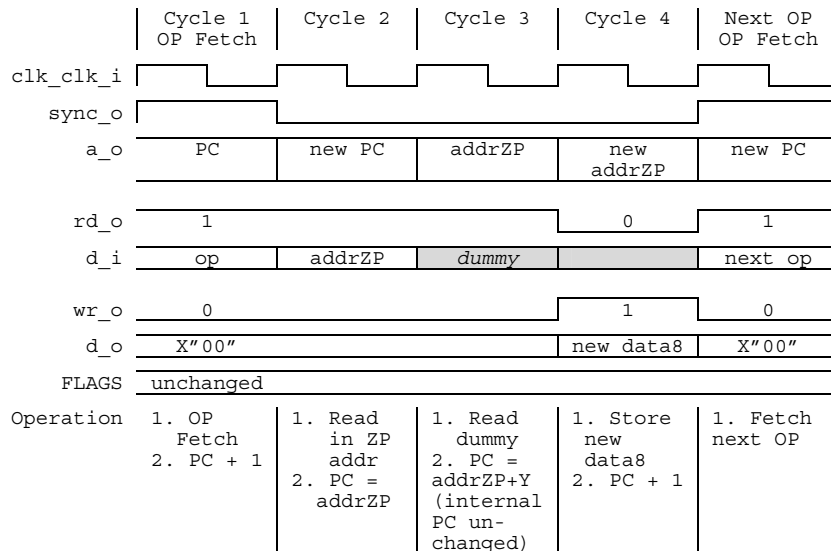 Cycle 1 Cycle 2 Cycle 3 Cycle 4 Next OP
OP Fetch OP Fetch
clk_clk_i
sync_o
a_o PC new PC addrZP new new PC
addrZP
rd_o 1 0 1
d_i op addrZP dummy next op
wr_o 0 1 0
d_o X"00" new data8 X"00"
FLAGS unchanged
Operation 1. OP 1. Read 1. Read 1. Store 1. Fetch
Fetch in ZP dummy new next OP
2. PC + 1 addr 2. PC = data8
2. PC = addrZP+Y 2. PC + 1
addrZP (internal
PC un-
changed)